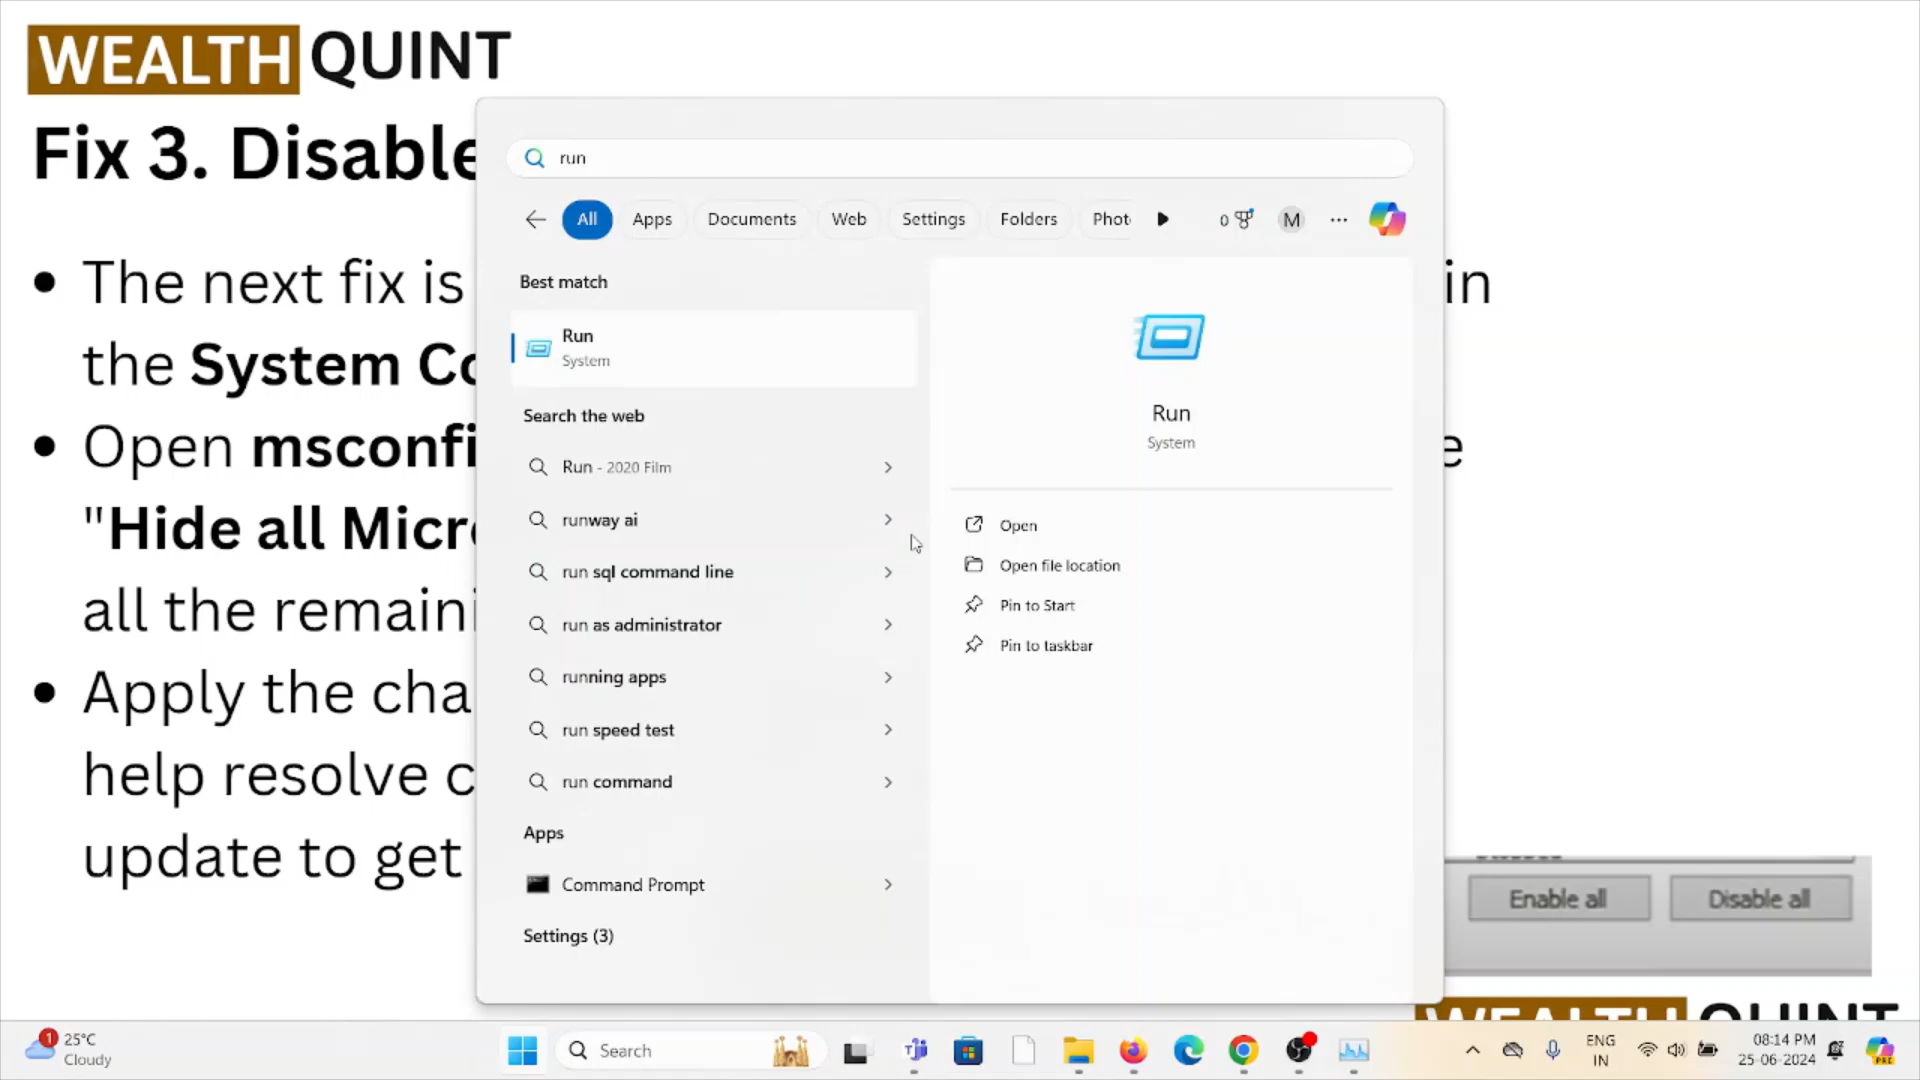 WEALTH QUINT
Fix 3. Disable
• The next fix is
in
the System Co
• Open msconfi
e
"Hide all Micro
all the remaini
• Apply the cha
help resolve c
update to get
run
All
Apps
Documents
Web
Settings
Folders
Phot
0
M
Best match
Run
System
Search the web
Run - 2020 Film
runway ai
run sql command line
run as administrator
running apps
run speed test
run command
Apps
Command Prompt
Settings (3)
Run
System
Open
Open file location
Pin to Start
Pin to taskbar
Enable all
Disable all
WEALTH QUINT
1
25°C
Cloudy
Search
ENG
IN
08:14 PM
25-06-2024
PRE